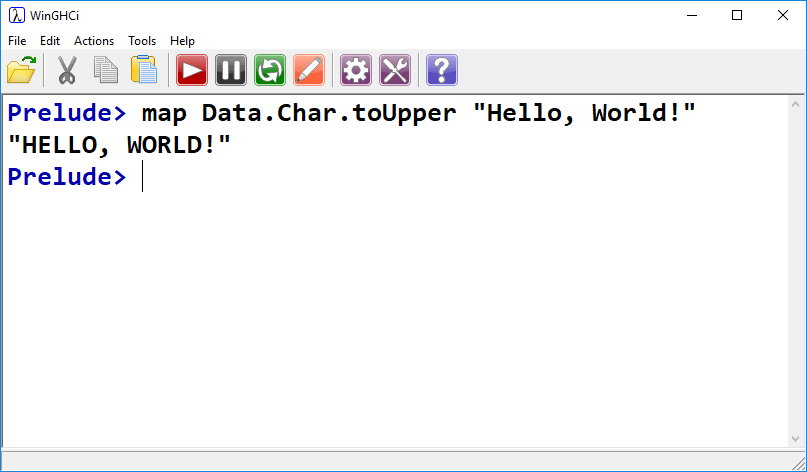 WinGHCi
File Edit Actions Tools Help
Prelude> map Data.Char.toUpper "Hello, World!"
"HELLO, WORLD!"
Prelude>